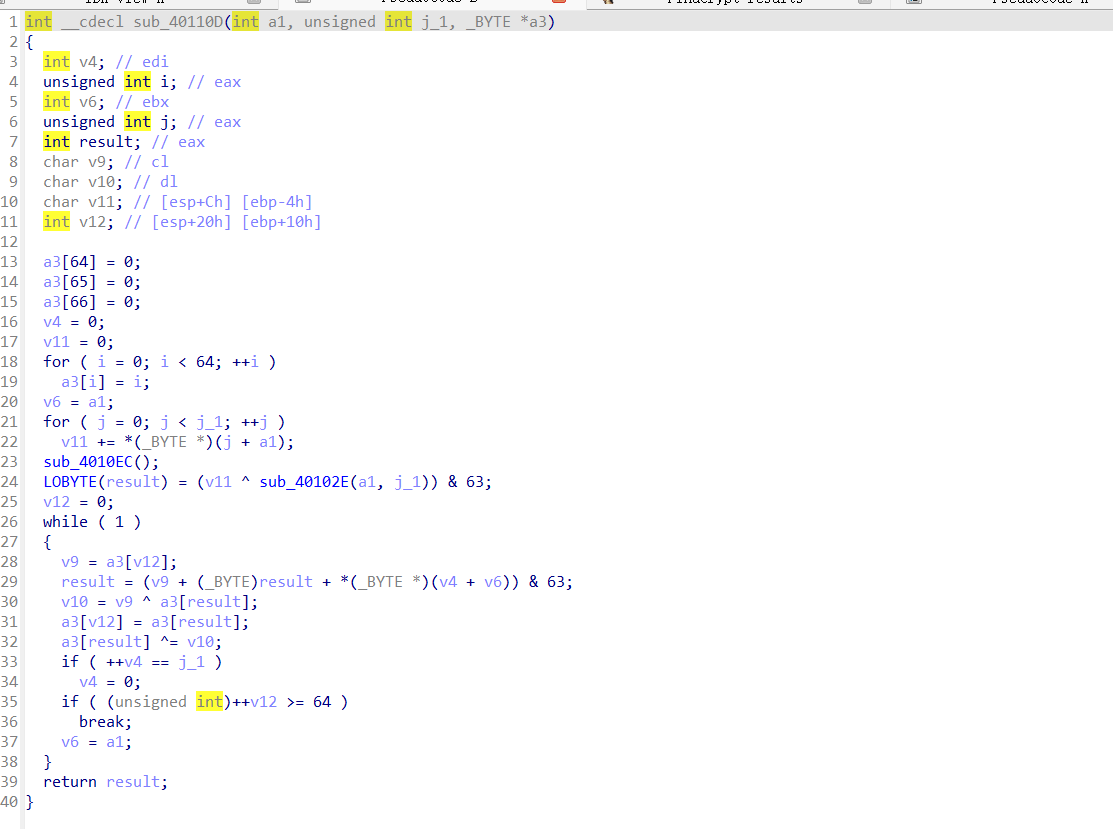 1 int __cdecl sub_40110D(int a1, unsigned int j_1, _BYTE *a3)
2 {
3   int v4; // edi
4   unsigned int i; // eax
5   int v6; // ebx
6   unsigned int j; // eax
7   int result; // eax
8   char v9; // cl
9   char v10; // dl
10   char v11; // [esp+Ch] [ebp-4h]
11   int v12; // [esp+20h] [ebp+10h]
12
13   a3[64] = 0;
14   a3[65] = 0;
15   a3[66] = 0;
16   v4 = 0;
17   v11 = 0;
18   for ( i = 0; i < 64; ++i )
19     a3[i] = i;
20   v6 = a1;
21   for ( j = 0; j < j_1; ++j )
22     v11 += *(_BYTE *)(j + a1);
23   sub_4010EC();
24   LOBYTE(result) = (v11 ^ sub_40102E(a1, j_1)) & 63;
25   v12 = 0;
26   while ( 1 )
27   {
28     v9 = a3[v12];
29     result = (v9 + (_BYTE)result + *(_BYTE *)(v4 + v6)) & 63;
30     v10 = v9 ^ a3[result];
31     a3[v12] = a3[result];
32     a3[result] ^= v10;
33     if ( ++v4 == j_1 )
34       v4 = 0;
35     if ( (unsigned int)++v12 >= 64 )
36       break;
37     v6 = a1;
38   }
39   return result;
40 }